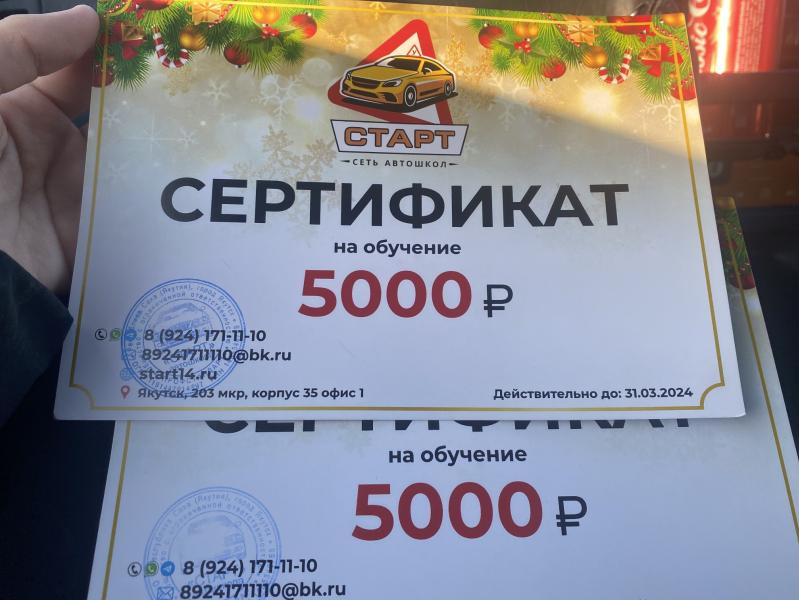 СТАРТ
СЕТЬ АВТОШКОЛ
СЕРТИФИКАТ
на обучение
5000 ₽
8 (924) 171-11-10
89241711110@bk.ru
start14.ru
Якутск, 203 мкр, корпус 35 офис 1
Действительно до: 31.03.2024
СЕРТИФИКАТ
на обучение
5000 ₽
8 (924) 171-11-10
89241711110@bk.ru